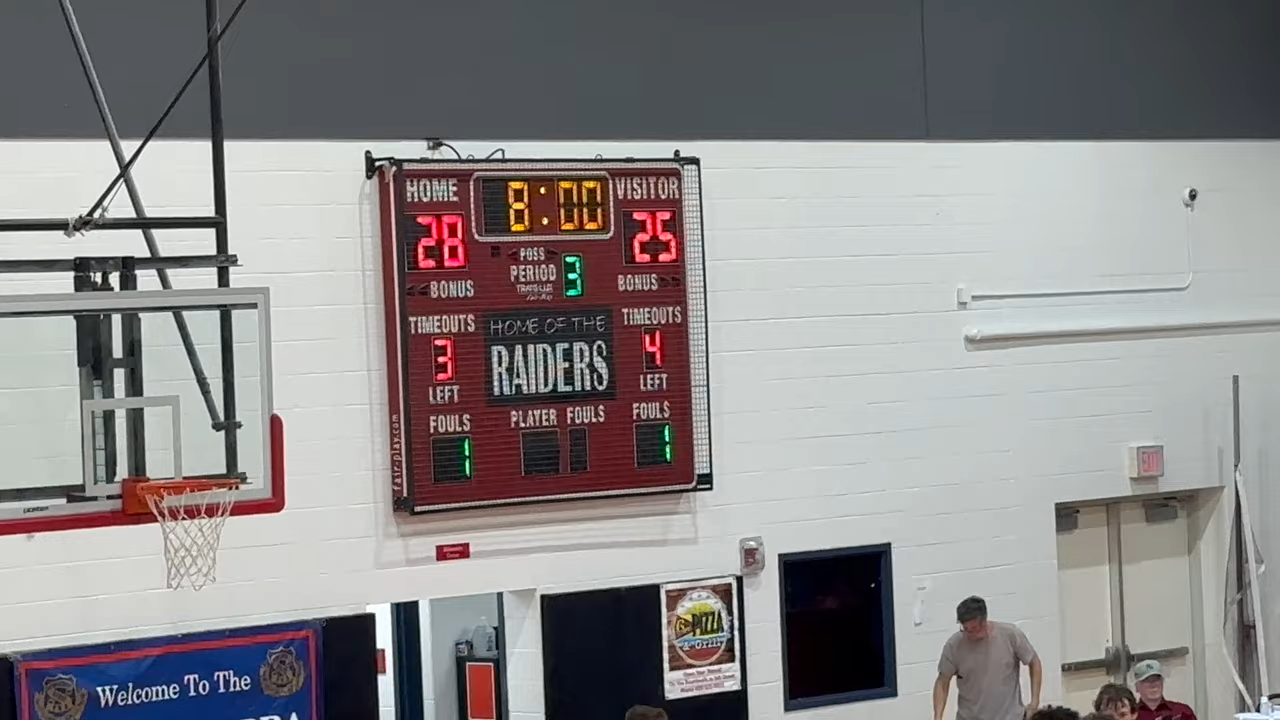 HOME 8:00 VISITOR
28 25
POSS
PERIOD 3
BONUS BONUS
TIMEOUTS HOME OF THE TIMEOUTS
3 RAIDERS 4
LEFT LEFT
FOULS PLAYER FOULS FOULS
1 1
fair-play.com
EXIT
PIZZA
& Grill
Welcome To The